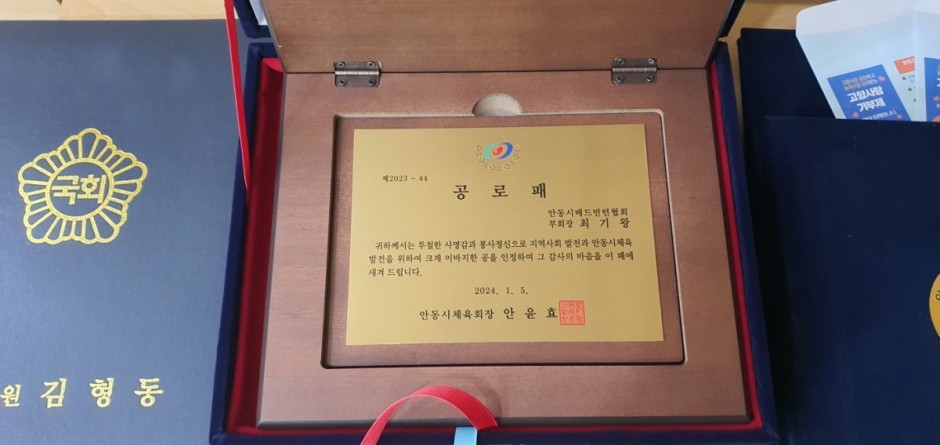 국회
원 김 형 동
제2023 - 44
공 로 패
안동시배드민턴협회
부회장 최 기 왕
귀하께서는 투철한 사명감과 봉사정신으로 지역사회 발전과 안동시체육
발전을 위하여 크게 이바지한 공을 인정하여 그 감사의 마음을 이 패에
새겨 드립니다.
2024. 1. 5.
안동시체육회장 안 윤 효
고향사랑
기부제